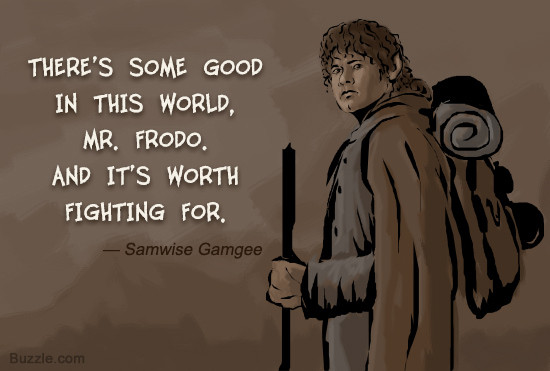 THERE'S SOME GOOD
IN THIS WORLD,
MR. FRODO.
AND IT'S WORTH
FIGHTING FOR.
— Samwise Gamgee
Buzzle.com